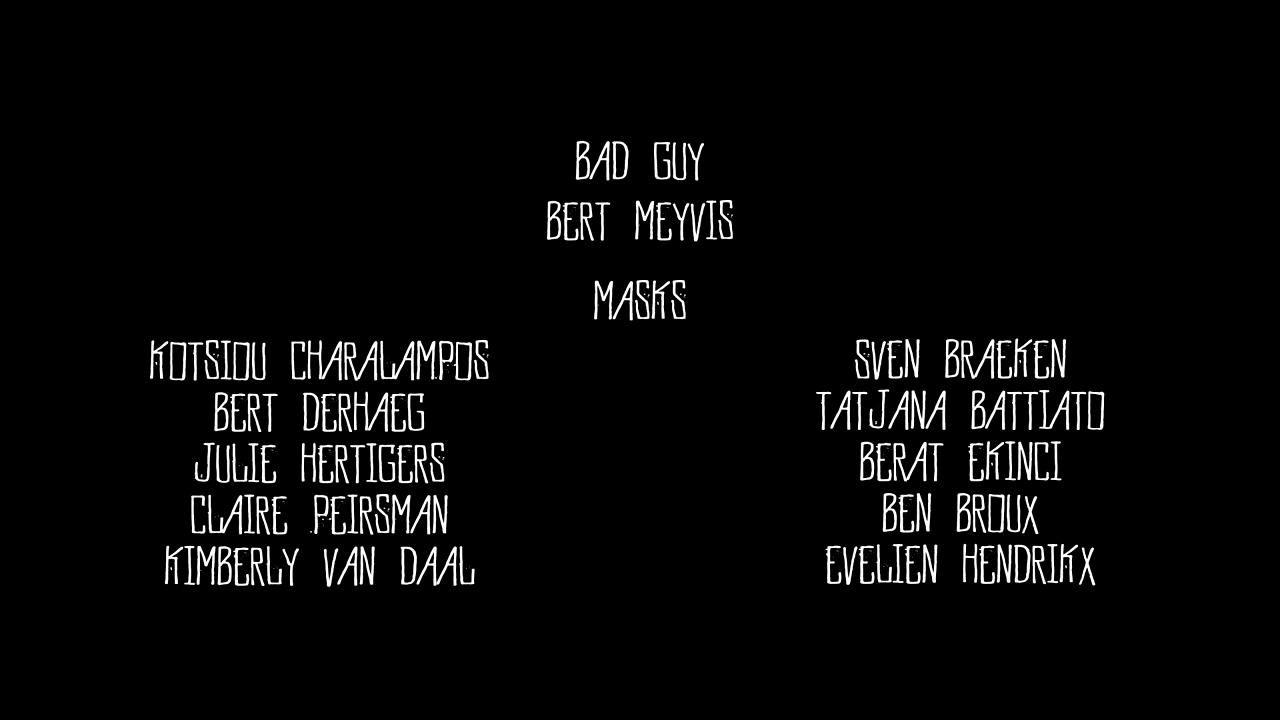 BAD GUY
BERT MEYVIS
MASKS
KOTSIOU CHARALAMPOS
BERT DERHAEG
JULIE HERTIGERS
CLAIRE PEIRSMAN
KIMBERLY VAN DAAL
SVEN BRAEKEN
TATJANA BATTIATO
BERAT EKINCI
BEN BROUX
EVELIEN HENDRIKX